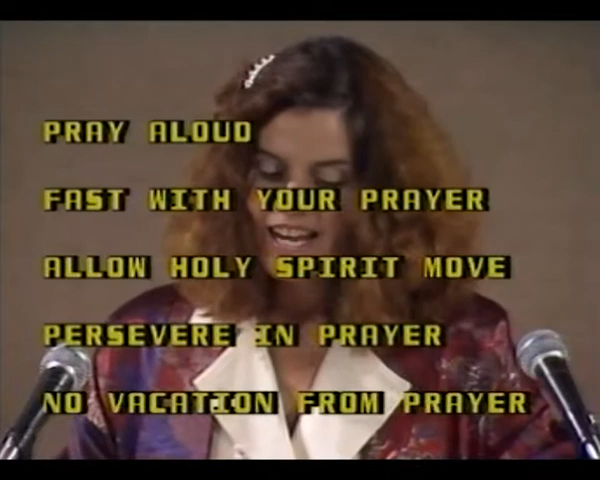 PRAY ALOUD
FAST WITH YOUR PRAYER
ALLOW HOLY SPIRIT MOVE
PERSEVERE IN PRAYER
NO VACATION FROM PRAYER